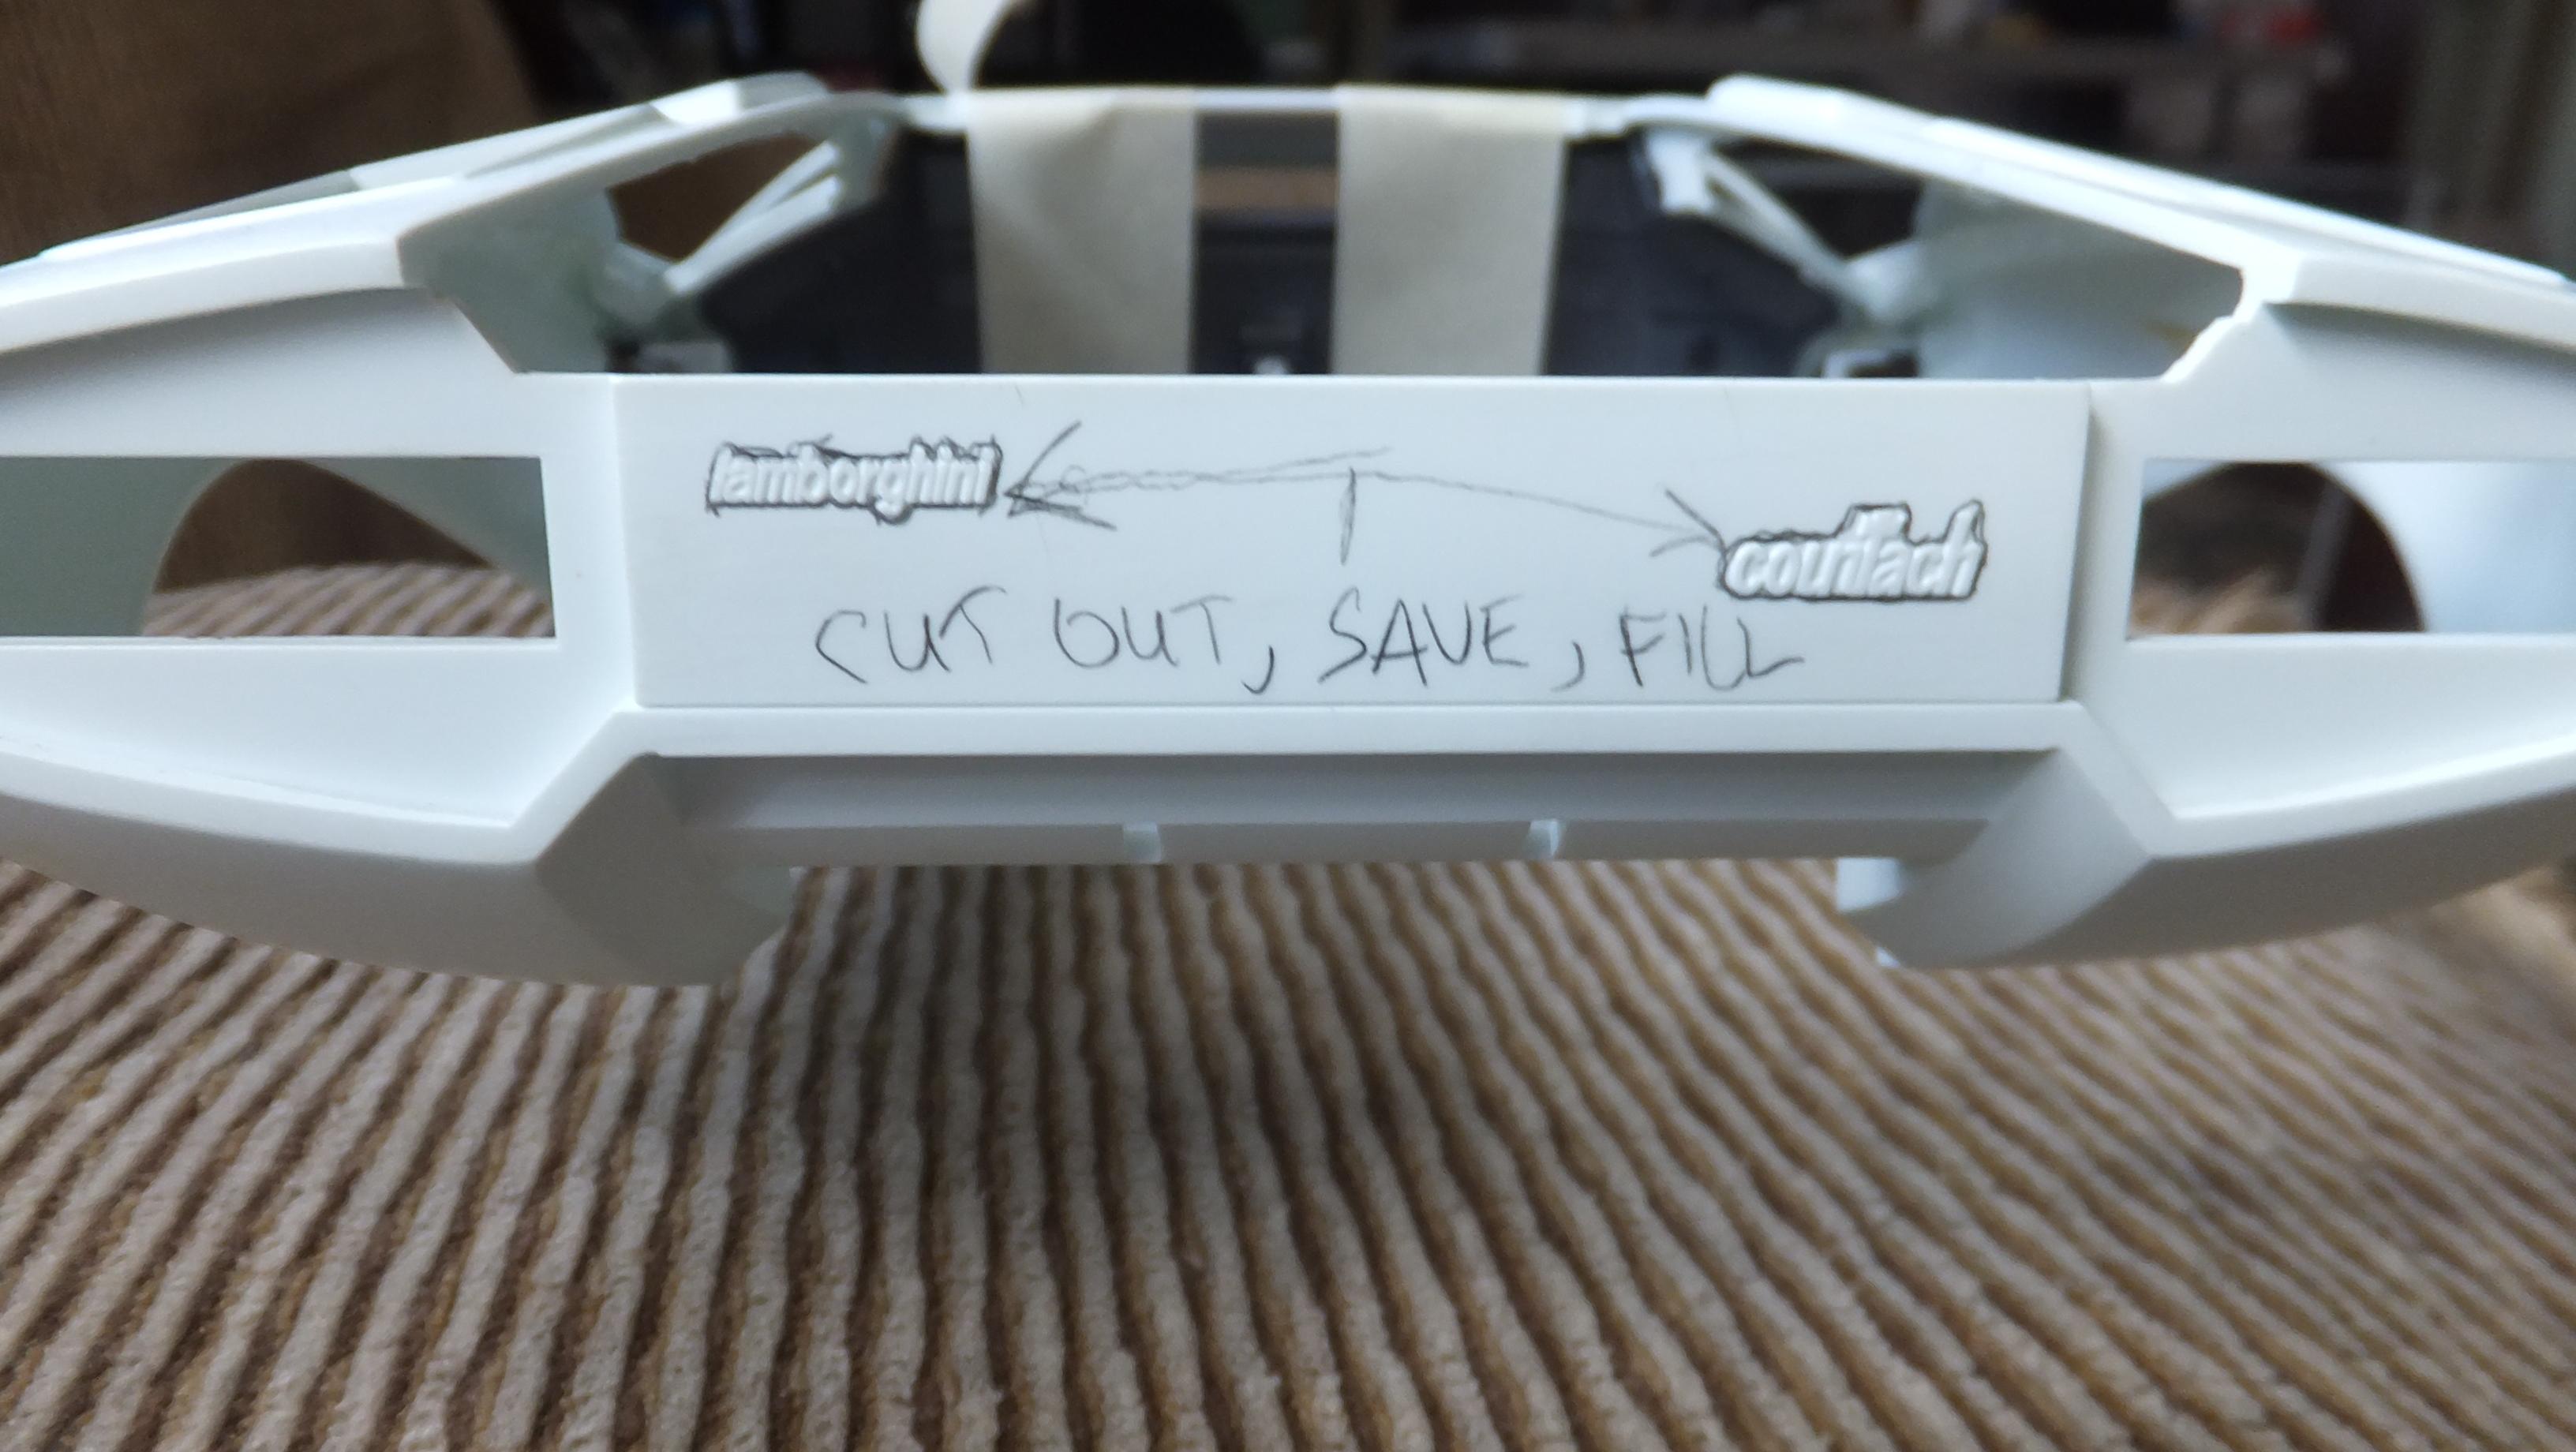 lamborghini
countach
CUT OUT, SAVE, FILL